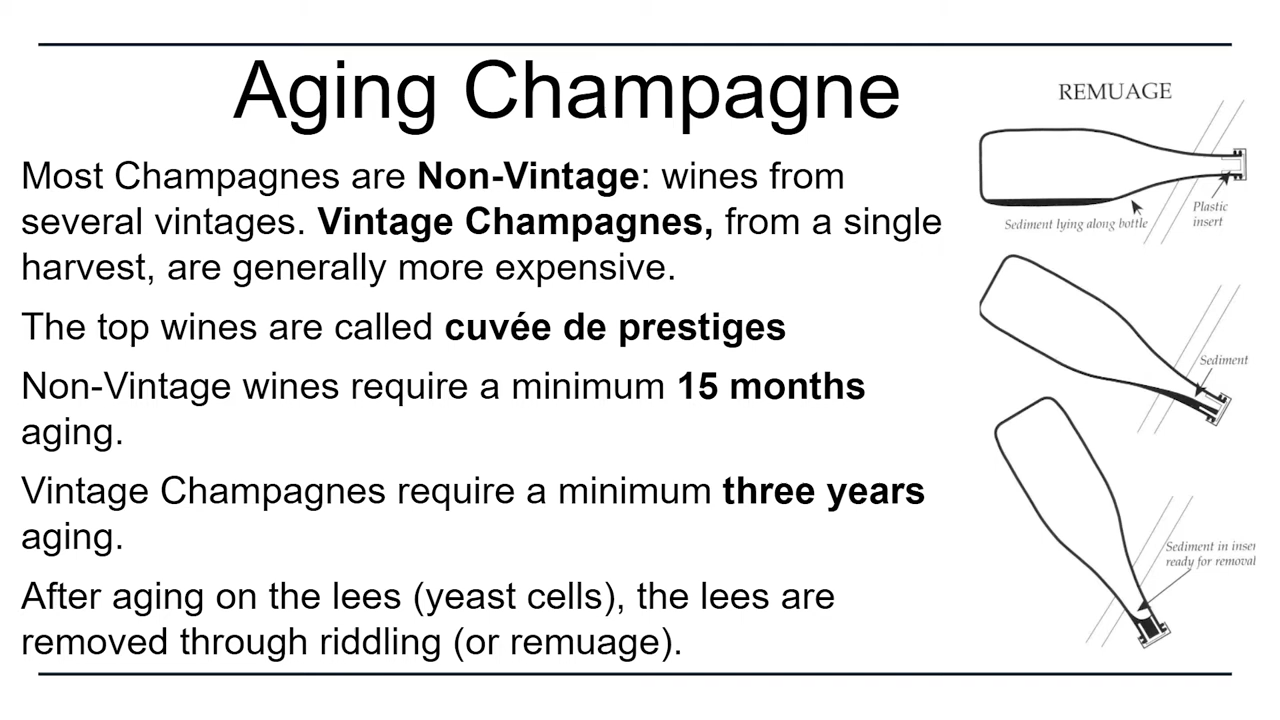 Aging Champagne
Most Champagnes are Non-Vintage: wines from
several vintages. Vintage Champagnes, from a single
harvest, are generally more expensive.
The top wines are called cuvée de prestiges
Non-Vintage wines require a minimum 15 months
aging.
Vintage Champagnes require a minimum three years
aging.
After aging on the lees (yeast cells), the lees are
removed through riddling (or remuage).
REMUAGE
Sediment lying along bottle
Plastic
insert
Sediment
Sediment in inser
ready for removal